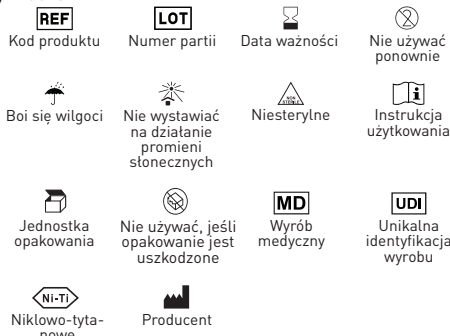 REF
LOT
2
Kod produktu
Numer partii
Data ważności
Nie używać
ponownie
NON
STERILE
i
Boi się wilgoci
Nie wystawiać
na działanie
promieni
słonecznych
Niesterylne
Instrukcja
użytkowania
MD
UDI
Jednostka
opakowania
Nie używać, jeśli
opakowanie jest
uszkodzone
Wyrób
medyczny
Unikalna
identyfikacja
wyrobu
Ni-Ti
Niklowo-tyta-
nowe
Producent